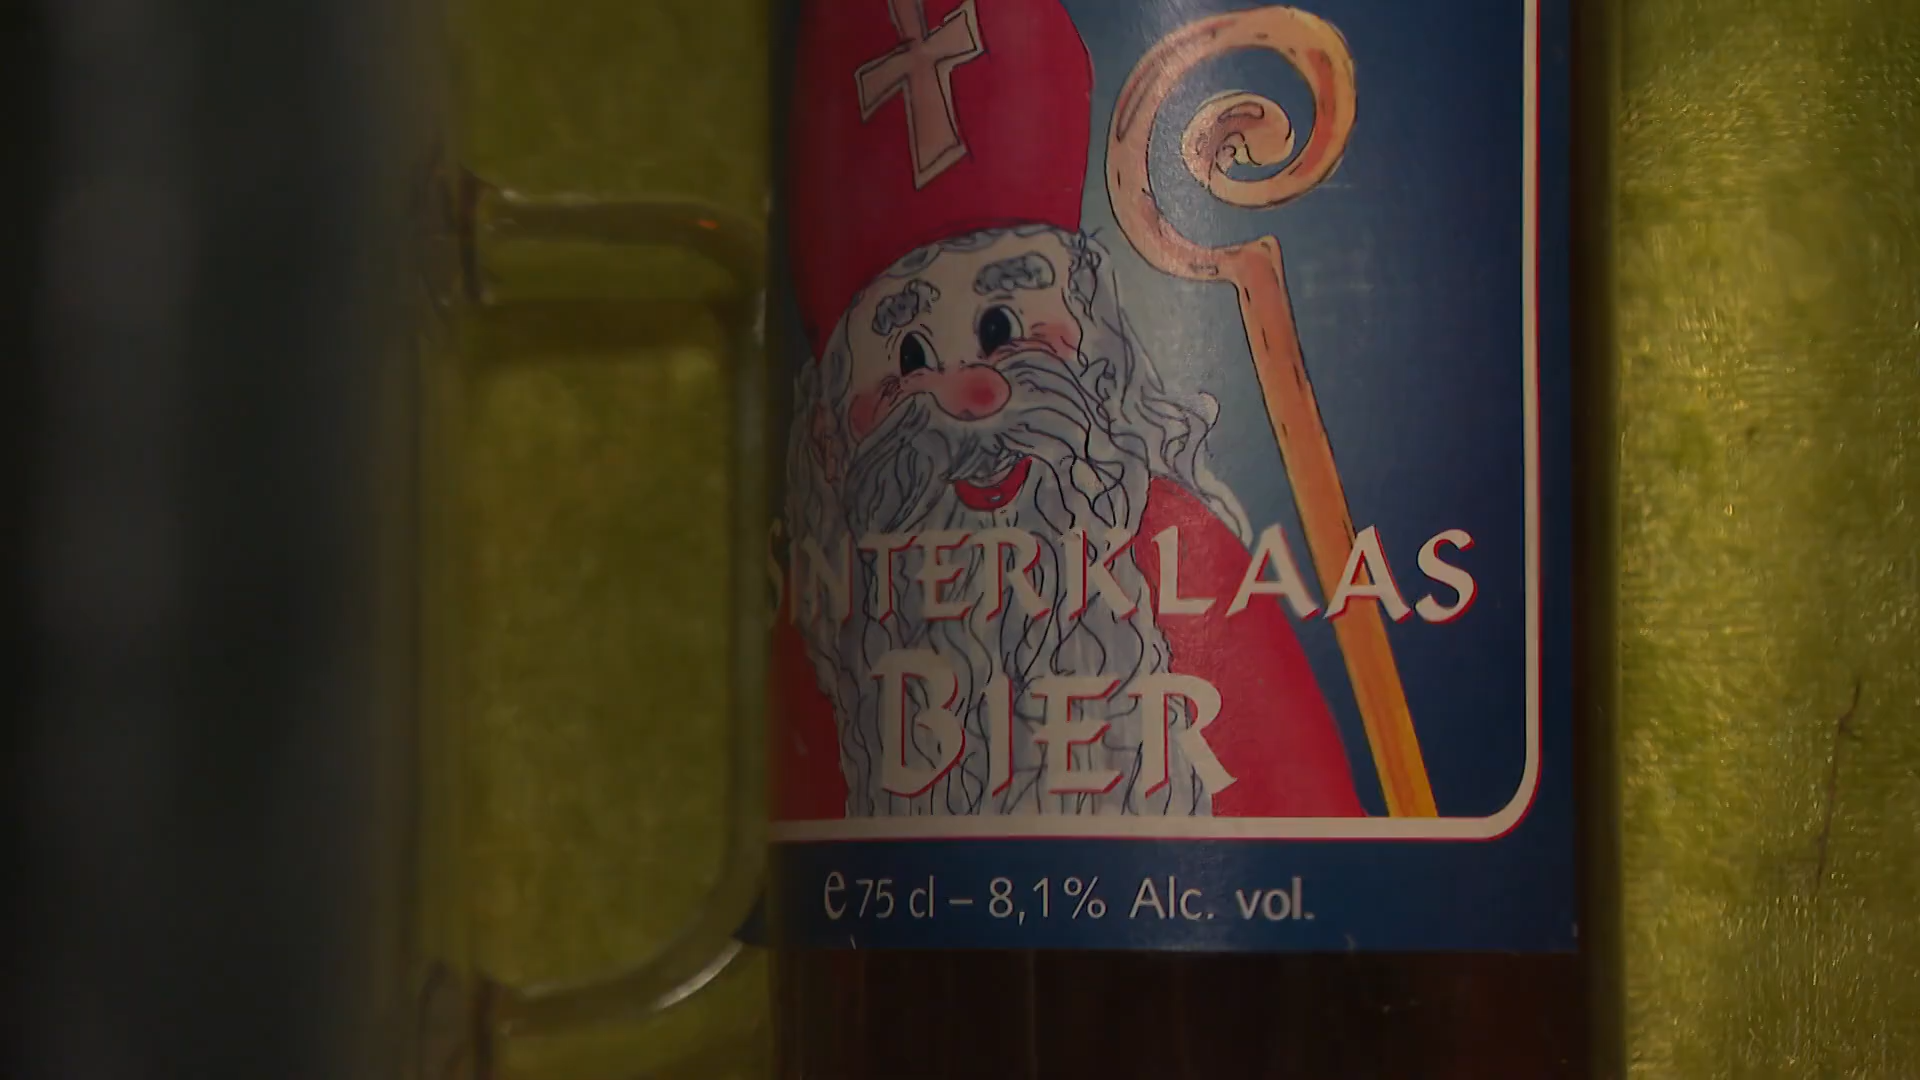 SINTERKLAAS
BIER
e 75 cl – 8,1% Alc. vol.